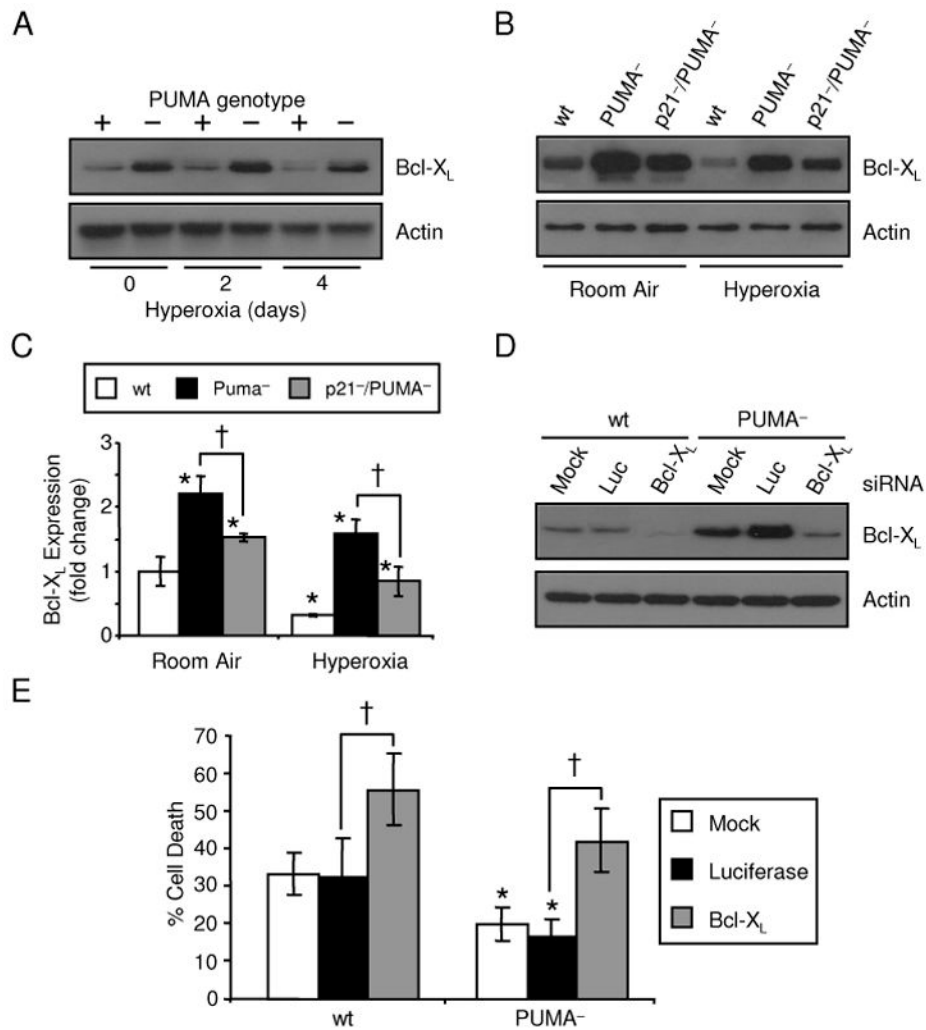 A
PUMA genotype
+ − + − + −
Bcl-XL
Actin
0 2 4
Hyperoxia (days)
B
wt PUMA− p21−/PUMA− wt PUMA− p21−/PUMA−
Bcl-XL
Actin
Room Air Hyperoxia
C
wt Puma− p21−/PUMA−
Bcl-XL Expression
(fold change)
3
2
1
0
† †
* * * * *
Room Air Hyperoxia
D
wt PUMA−
Mock Luc Bcl-XL Mock Luc Bcl-XL
siRNA
Bcl-XL
Actin
E
% Cell Death
70
60
50
40
30
20
10
0
† †
* *
wt PUMA−
Mock
Luciferase
Bcl-XL